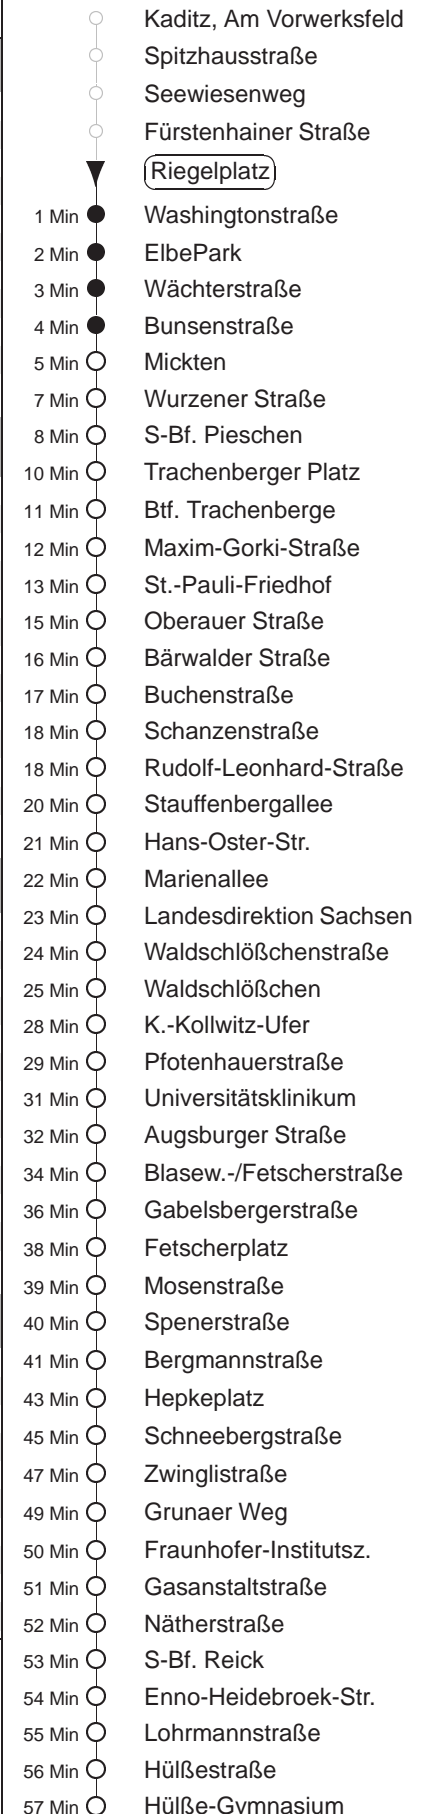 Kaditz, Am Vorwerksfeld
Spitzhausstraße
Seewiesenweg
Fürstenhainer Straße
Riegelplatz
1 Min Washingtonstraße
2 Min ElbePark
3 Min Wächterstraße
4 Min Bunsenstraße
5 Min Mickten
7 Min Wurzener Straße
8 Min S-Bf. Pieschen
10 Min Trachenberger Platz
11 Min Btf. Trachenberge
12 Min Maxim-Gorki-Straße
13 Min St.-Pauli-Friedhof
15 Min Oberauer Straße
16 Min Bärwalder Straße
17 Min Buchenstraße
18 Min Schanzenstraße
18 Min Rudolf-Leonhard-Straße
20 Min Stauffenbergallee
21 Min Hans-Oster-Str.
22 Min Marienallee
23 Min Landesdirektion Sachsen
24 Min Waldschlößchenstraße
25 Min Waldschlößchen
28 Min K.-Kollwitz-Ufer
29 Min Pfotenhauerstraße
31 Min Universitätsklinikum
32 Min Augsburger Straße
34 Min Blasew.-/Fetscherstraße
36 Min Gabelsbergerstraße
38 Min Fetscherplatz
39 Min Mosenstraße
40 Min Spenerstraße
41 Min Bergmannstraße
43 Min Hepkeplatz
45 Min Schneebergstraße
47 Min Zwinglistraße
49 Min Grunaer Weg
50 Min Fraunhofer-Institutsz.
51 Min Gasanstaltstraße
52 Min Nätherstraße
53 Min S-Bf. Reick
54 Min Enno-Heidebroek-Str.
55 Min Lohrmannstraße
56 Min Hülßestraße
57 Min Hülße-Gymnasium